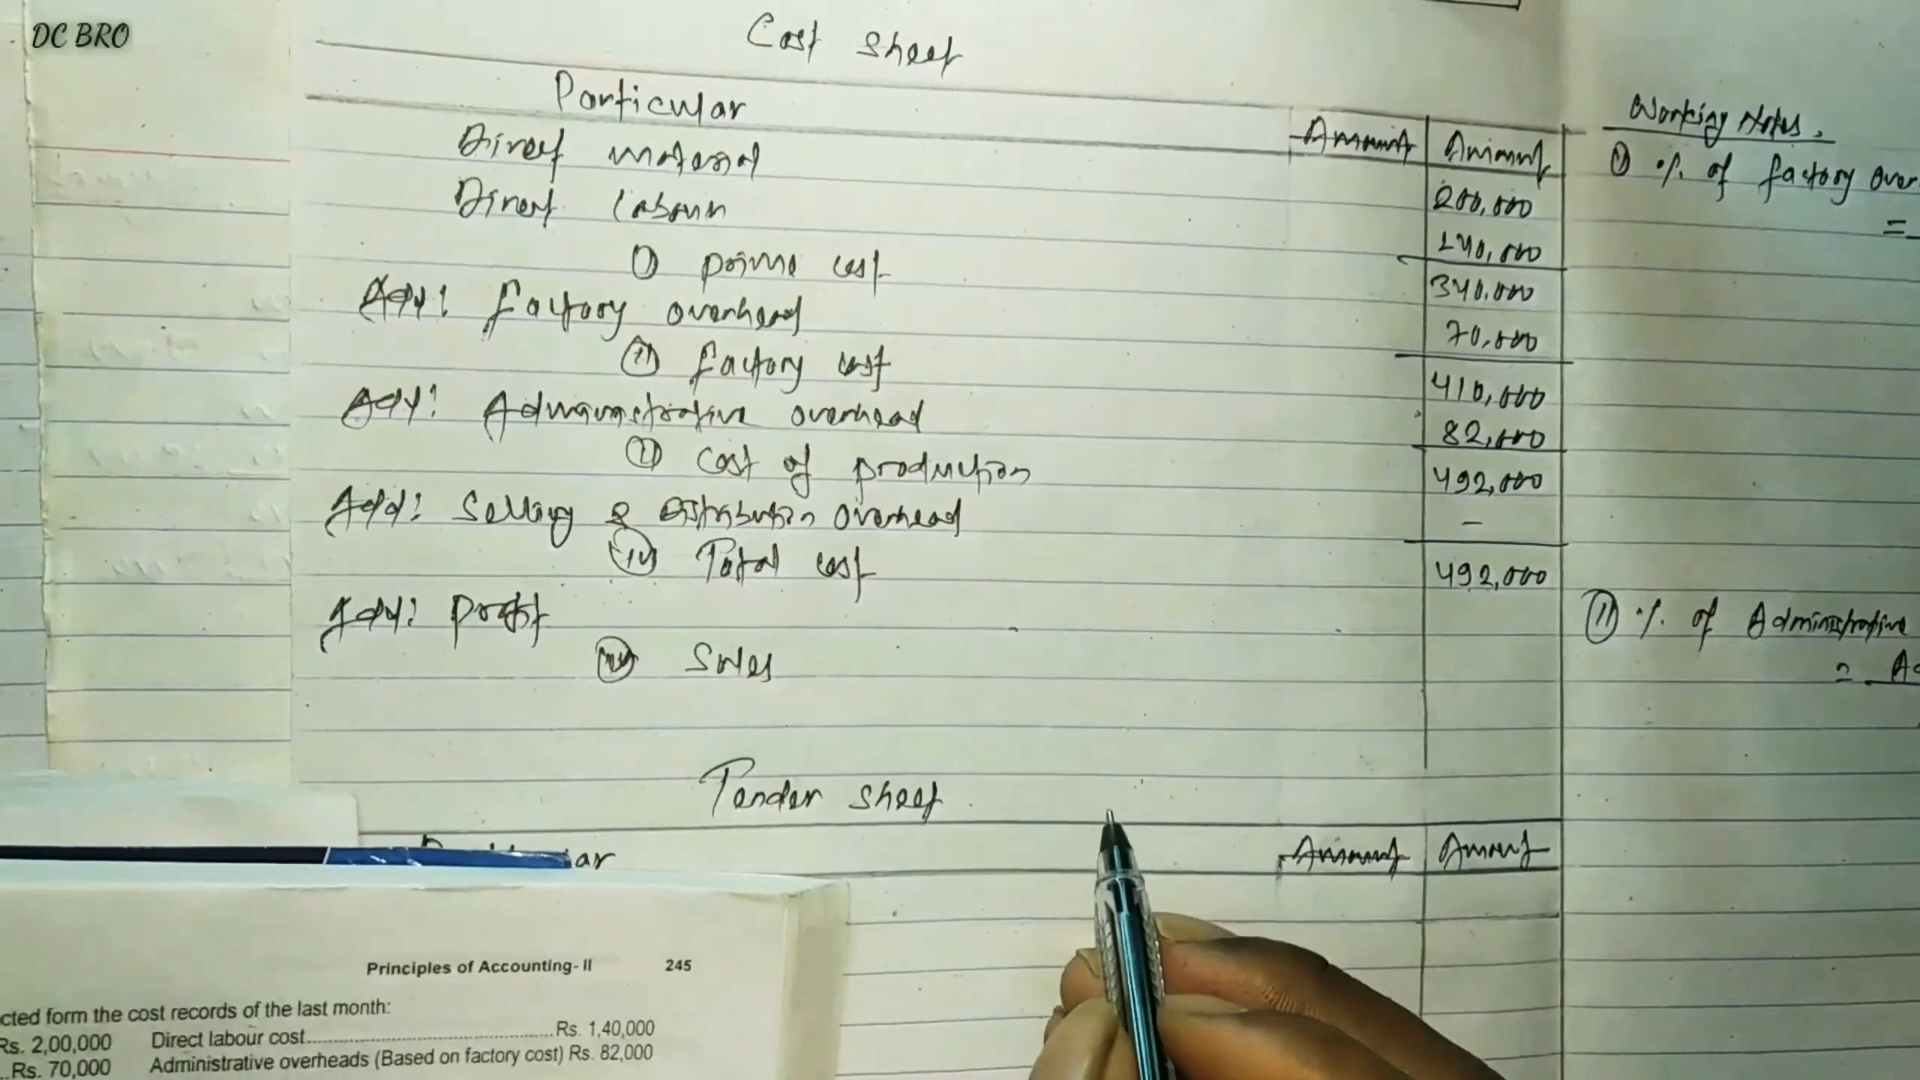 DC BRO
Cost sheet
Particular Amount Amount
Direct material 200,000
Direct labour 140,000
① prime cost 340,000
Add: factory overhead 70,000
② factory cost 410,000
Add: Administrative overhead 82,000
cost of production 492,000
Add: Selling & Distribution overhead –
(iv) Total cost 492,000
Add: profit
Sales
Tender sheet
ar Amount Amount
Working Notes.
① % of factory over
=
(ii) % of Administrative
=
Principles of Accounting- II 245
cted form the cost records of the last month:
Rs. 2,00,000 Direct labour cost.......................................Rs. 1,40,000
..Rs. 70,000 Administrative overheads (Based on factory cost) Rs. 82,000